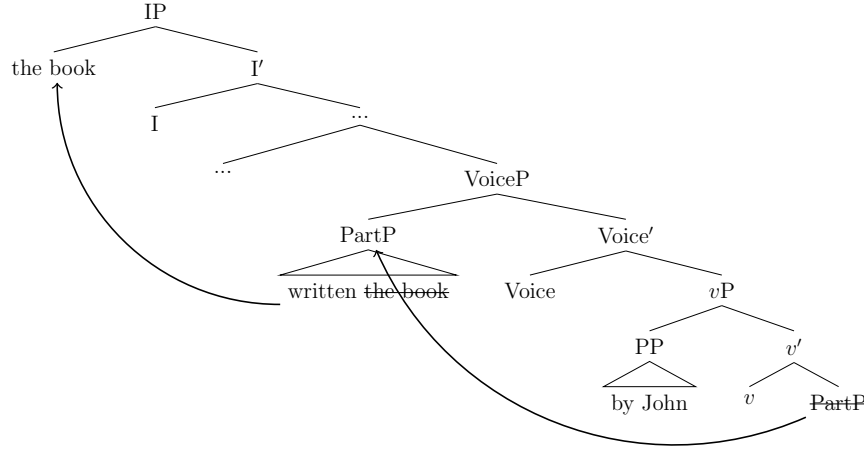 IP
the book I′
I ...
... VoiceP
PartP Voice′
written the book Voice vP
PP v′
by John v PartP